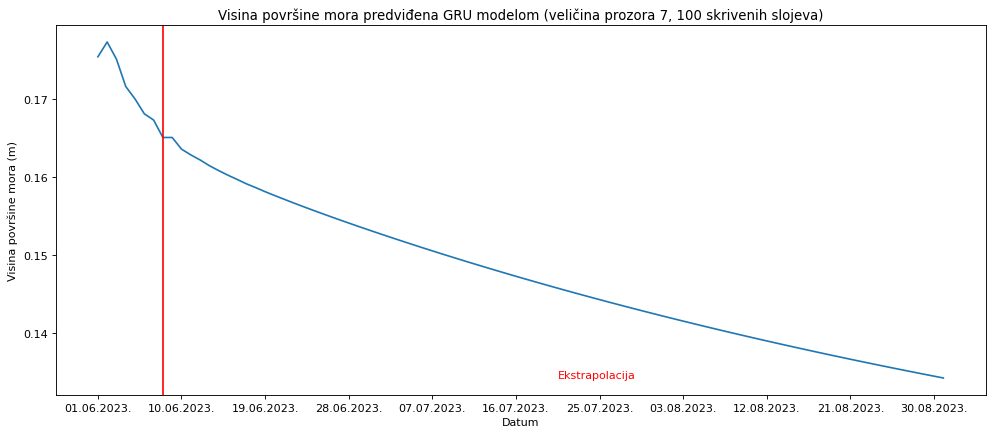 Visina površine mora predviđena GRU modelom (veličina prozora 7, 100 skrivenih slojeva)
Visina površine mora (m)
0.17
0.16
0.15
0.14
Ekstrapolacija
01.06.2023. 10.06.2023. 19.06.2023. 28.06.2023. 07.07.2023. 16.07.2023. 25.07.2023. 03.08.2023. 12.08.2023. 21.08.2023. 30.08.2023.
Datum